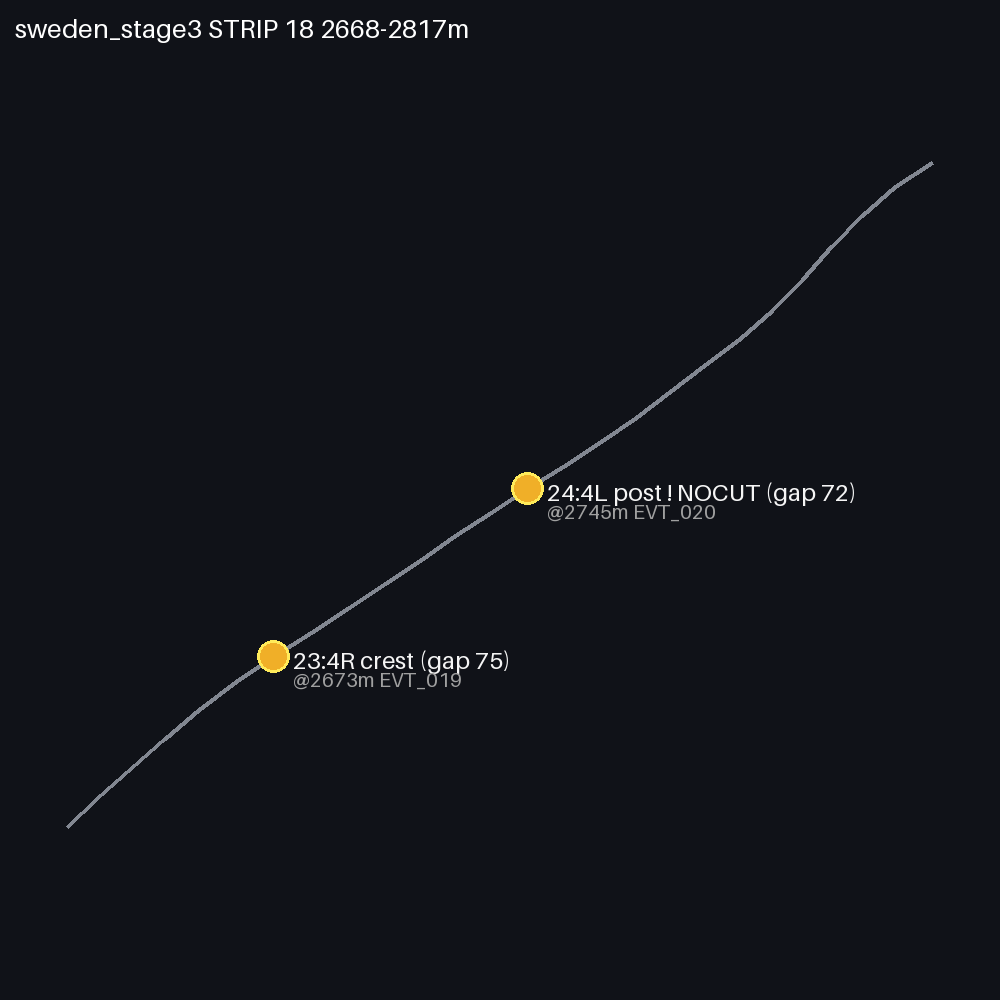 sweden_stage3 STRIP 18 2668-2817m
24:4L post ! NOCUT (gap 72)
@2745m EVT_020
23:4R crest (gap 75)
@2673m EVT_019